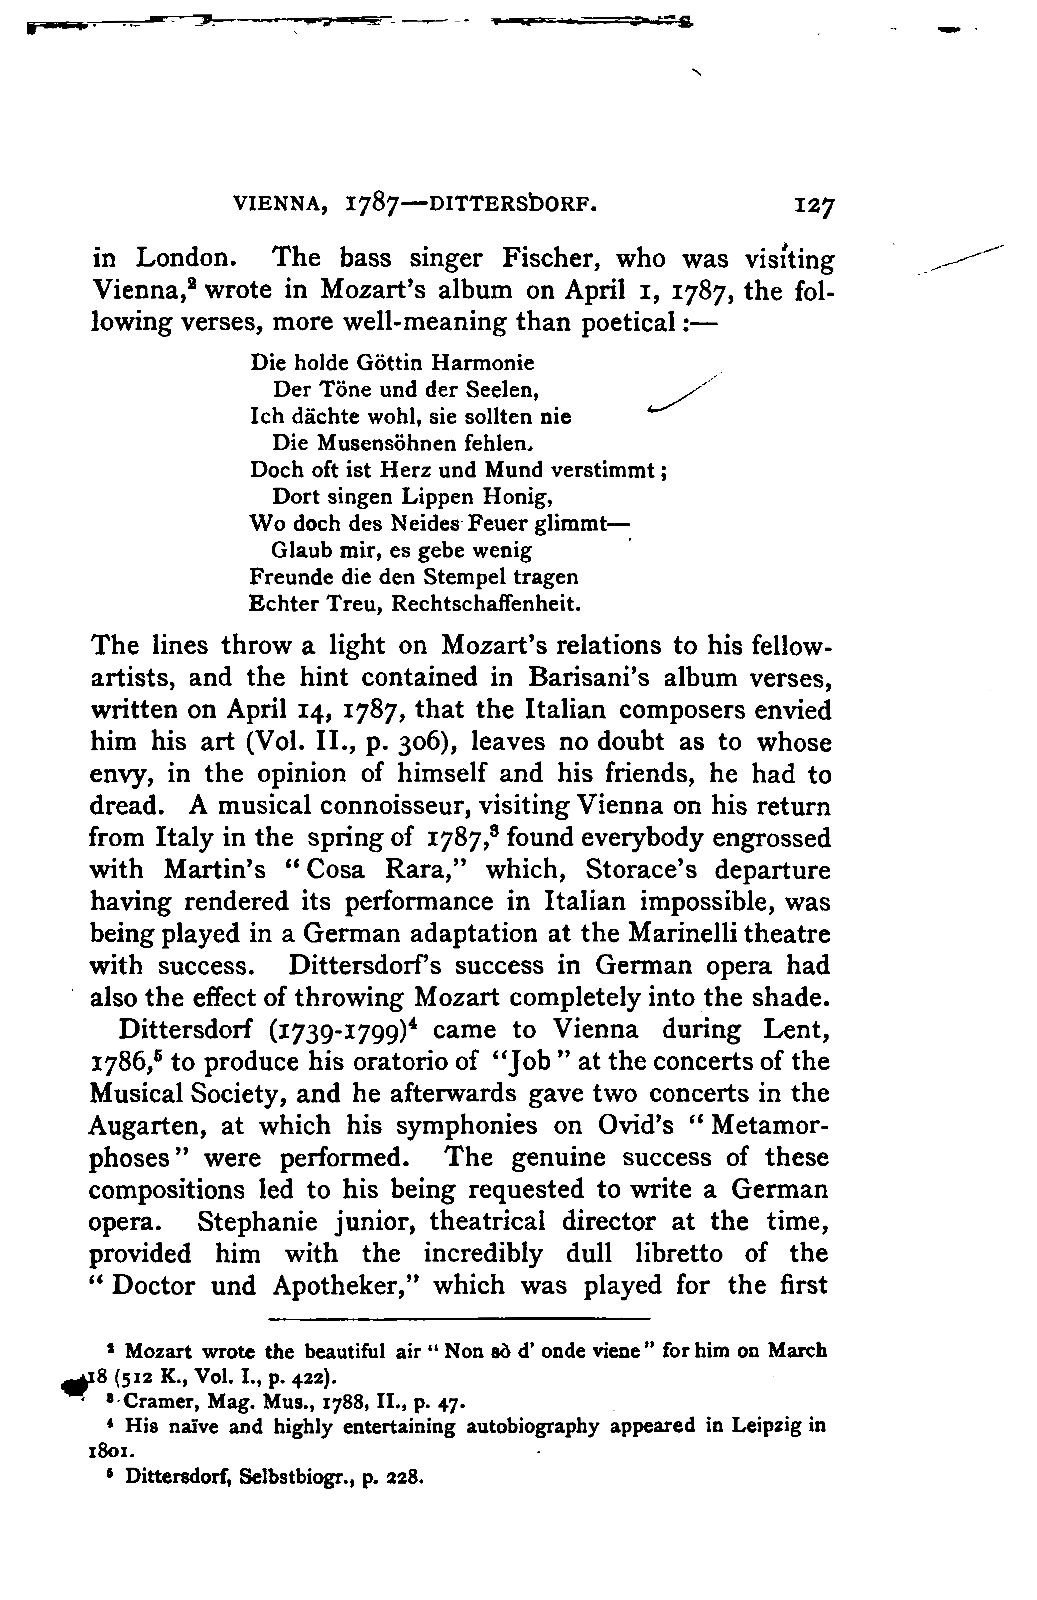 VIENNA, 1787—DITTERSDORF. 127
in London. The bass singer Fischer, who was visiting
Vienna,² wrote in Mozart's album on April 1, 1787, the fol-
lowing verses, more well-meaning than poetical :—
Die holde Göttin Harmonie
Der Töne und der Seelen,
Ich dächte wohl, sie sollten nie
Die Musensöhnen fehlen.
Doch oft ist Herz und Mund verstimmt ;
Dort singen Lippen Honig,
Wo doch des Neides Feuer glimmt—
Glaub mir, es gebe wenig
Freunde die den Stempel tragen
Echter Treu, Rechtschaffenheit.
The lines throw a light on Mozart's relations to his fellow-
artists, and the hint contained in Barisani's album verses,
written on April 14, 1787, that the Italian composers envied
him his art (Vol. II., p. 306), leaves no doubt as to whose
envy, in the opinion of himself and his friends, he had to
dread. A musical connoisseur, visiting Vienna on his return
from Italy in the spring of 1787,³ found everybody engrossed
with Martin's “ Cosa Rara,” which, Storace's departure
having rendered its performance in Italian impossible, was
being played in a German adaptation at the Marinelli theatre
with success. Dittersdorf's success in German opera had
also the effect of throwing Mozart completely into the shade.
Dittersdorf (1739-1799)⁴ came to Vienna during Lent,
1786,⁵ to produce his oratorio of “Job ” at the concerts of the
Musical Society, and he afterwards gave two concerts in the
Augarten, at which his symphonies on Ovid's “ Metamor-
phoses” were performed. The genuine success of these
compositions led to his being requested to write a German
opera. Stephanie junior, theatrical director at the time,
provided him with the incredibly dull libretto of the
“ Doctor und Apotheker,” which was played for the first
² Mozart wrote the beautiful air “ Non sò d' onde viene” for him on March
18 (512 K., Vol. I., p. 422).
³ Cramer, Mag. Mus., 1788, II., p. 47.
⁴ His naïve and highly entertaining autobiography appeared in Leipzig in
1801.
⁵ Dittersdorf, Selbstbiogr., p. 228.